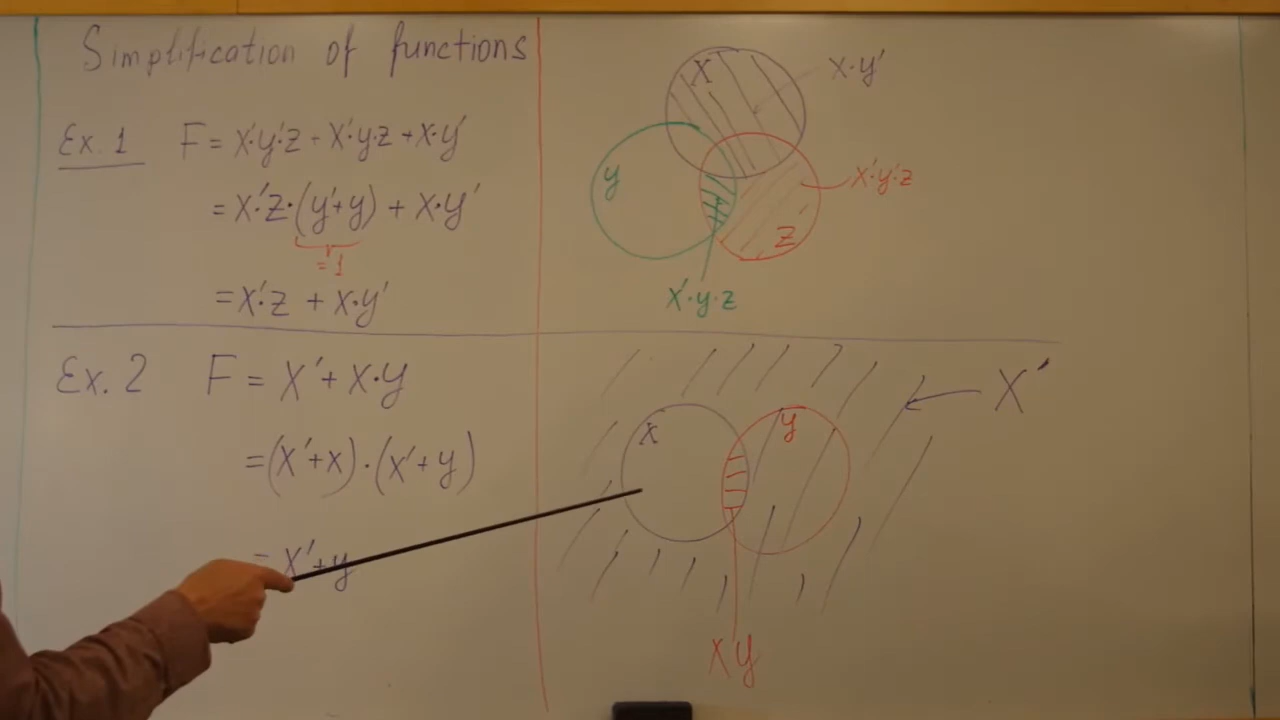 Simplification of functions
Ex. 1 F = x'·y'·z + x'·y·z + x·y'
= x'·z·(y'+y) + x·y'
= 1
= x'·z + x·y'
x
x·y'
y
x'·y'·z
z
x'·y·z
Ex. 2 F = x' + x·y
= (x'+x)·(x'+y)
= x'+y
x
y
x'
xy